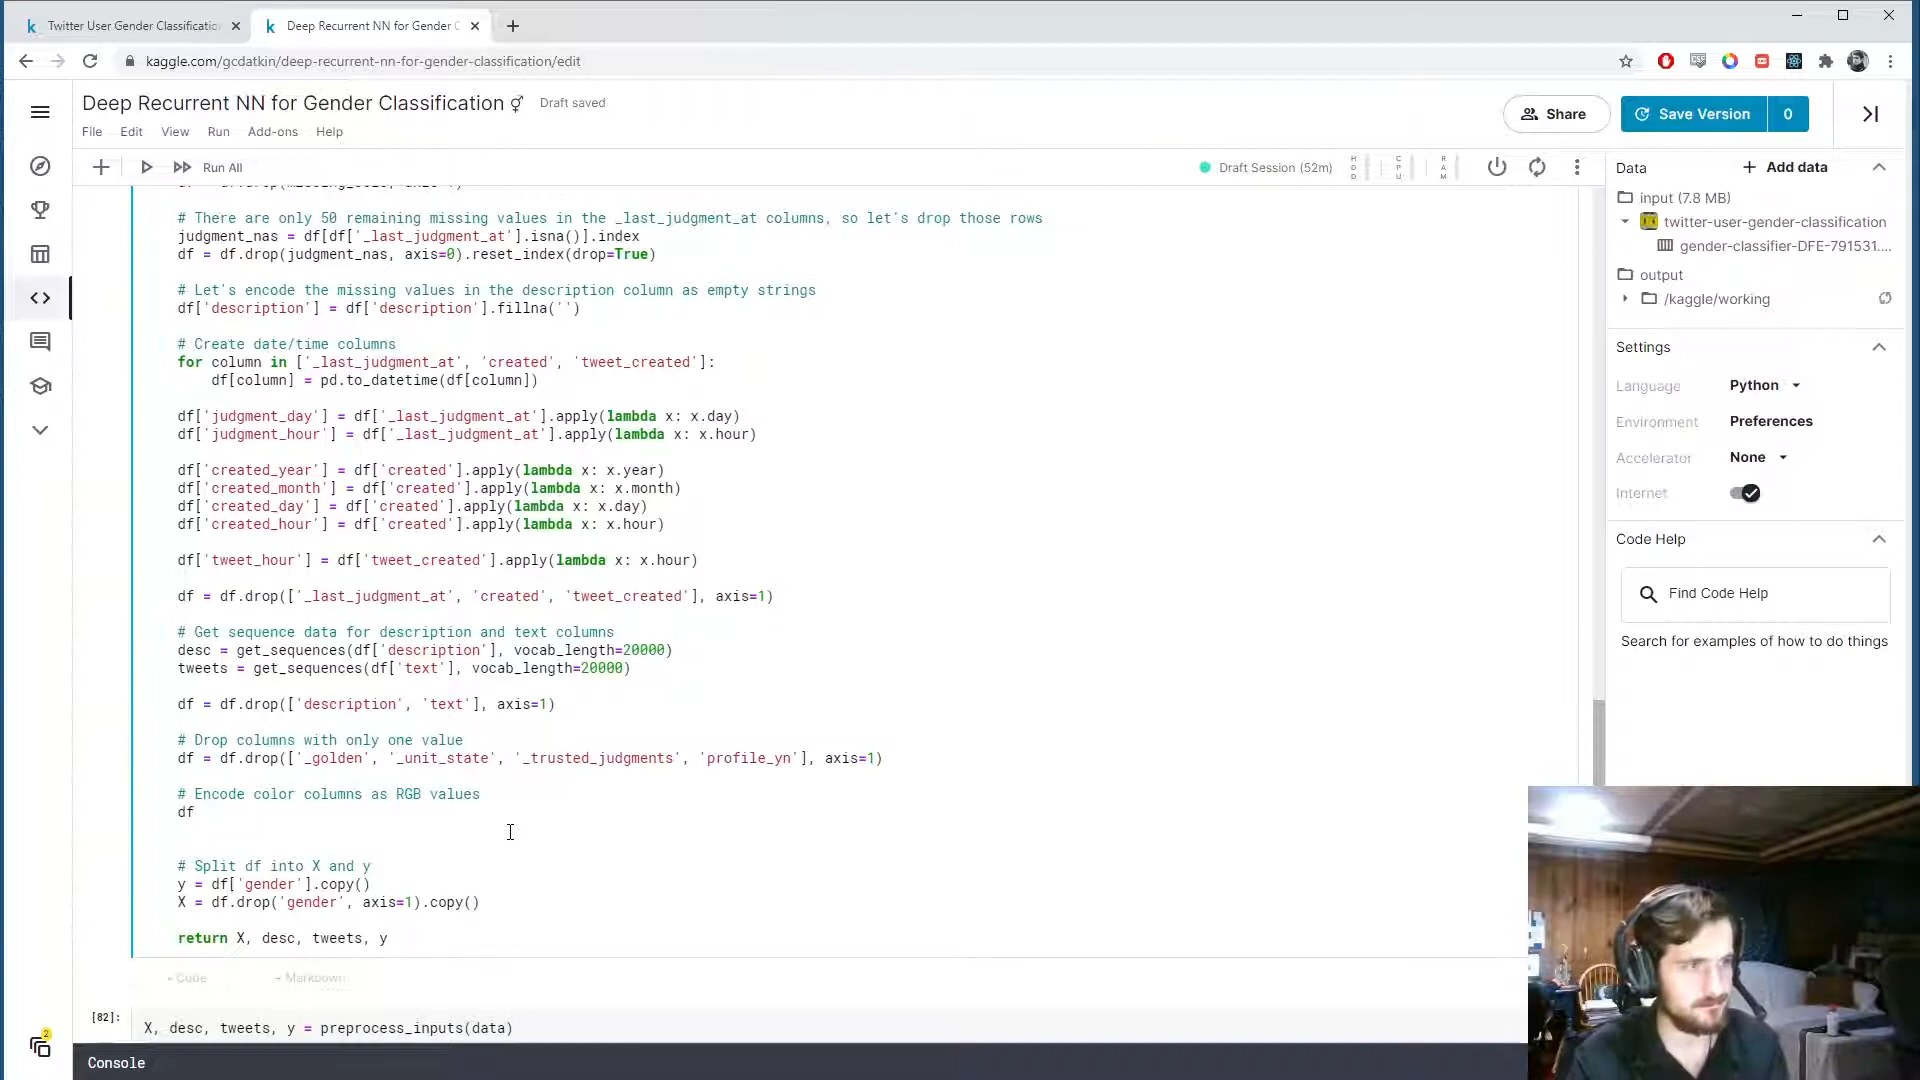 Twitter User Gender Classification
Deep Recurrent NN for Gender C
kaggle.com/gcdatkin/deep-recurrent-nn-for-gender-classification/edit
Deep Recurrent NN for Gender Classification ⚥
Draft saved
Share
Save Version
0
File Edit View Run Add-ons Help
Run All
Draft Session (52m)
HDD
CPU
RAM
# There are only 50 remaining missing values in the _last_judgment_at columns, so let's drop those rows
judgment_nas = df[df['_last_judgment_at'].isna()].index
df = df.drop(judgment_nas, axis=0).reset_index(drop=True)
# Let's encode the missing values in the description column as empty strings
df['description'] = df['description'].fillna('')
# Create date/time columns
for column in ['_last_judgment_at', 'created', 'tweet_created']:
df[column] = pd.to_datetime(df[column])
df['judgment_day'] = df['_last_judgment_at'].apply(lambda x: x.day)
df['judgment_hour'] = df['_last_judgment_at'].apply(lambda x: x.hour)
df['created_year'] = df['created'].apply(lambda x: x.year)
df['created_month'] = df['created'].apply(lambda x: x.month)
df['created_day'] = df['created'].apply(lambda x: x.day)
df['created_hour'] = df['created'].apply(lambda x: x.hour)
df['tweet_hour'] = df['tweet_created'].apply(lambda x: x.hour)
df = df.drop(['_last_judgment_at', 'created', 'tweet_created'], axis=1)
# Get sequence data for description and text columns
desc = get_sequences(df['description'], vocab_length=20000)
tweets = get_sequences(df['text'], vocab_length=20000)
df = df.drop(['description', 'text'], axis=1)
# Drop columns with only one value
df = df.drop(['_golden', '_unit_state', '_trusted_judgments', 'profile_yn'], axis=1)
# Encode color columns as RGB values
df
# Split df into X and y
y = df['gender'].copy()
X = df.drop('gender', axis=1).copy()
return X, desc, tweets, y
+ Code + Markdown
[82]:
X, desc, tweets, y = preprocess_inputs(data)
Console
2
Data
+ Add data
input (7.8 MB)
twitter-user-gender-classification
gender-classifier-DFE-791531....
output
/kaggle/working
Settings
Language Python
Environment Preferences
Accelerator None
Internet
Code Help
Find Code Help
Search for examples of how to do things